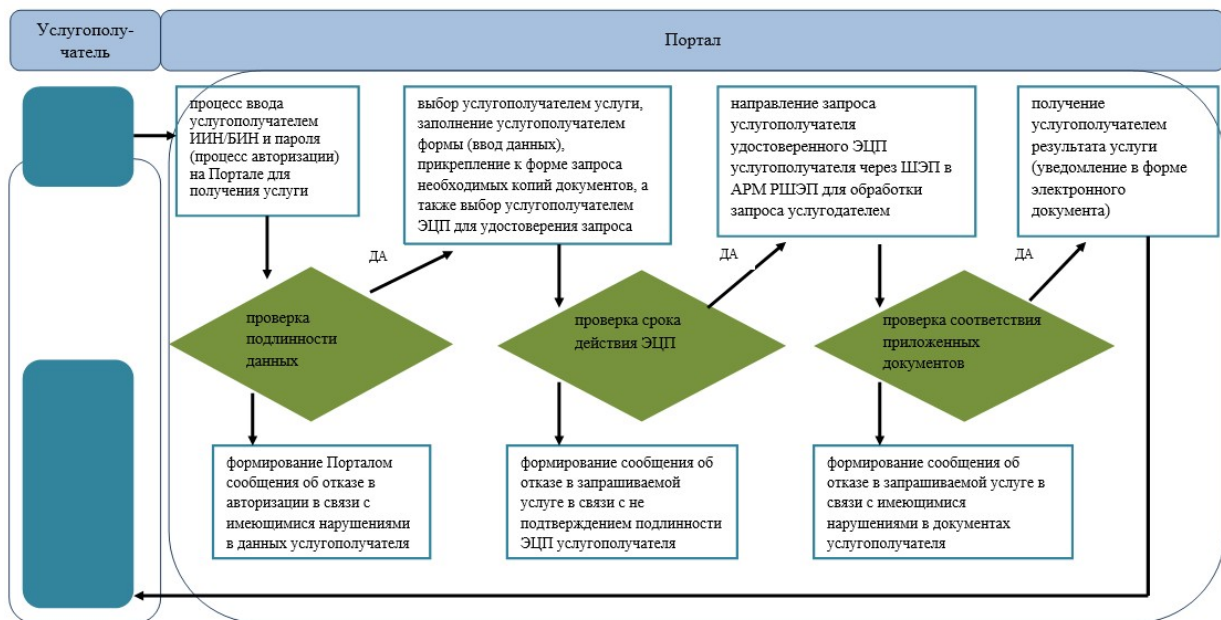 Услугополу-
чатель
Портал
процесс ввода
услугополучателем
ИИН/БИН и пароля
(процесс авторизации)
на Портале для
получения услуги
выбор услугополучателем услуги,
заполнение услугополучателем
формы (ввод данных),
прикрепление к форме запроса
необходимых копий документов, а
также выбор услугополучателем
ЭЦП для удостоверения запроса
направление запроса
услугополучателя
удостоверенного ЭЦП
услугополучателя через ШЭП в
АРМ РШЭП для обработки
запроса услугодателем
получение
услугополучателем
результата услуги
(уведомление в форме
электронного
документа)
ДА
ДА
ДА
проверка
подлинности
данных
проверка срока
действия ЭЦП
проверка соответствия
приложенных
документов
формирование Порталом
сообщения об отказе в
авторизации в связи с
имеющимися нарушениями
в данных услугополучателя
формирование сообщения об
отказе в запрашиваемой
услуге в связи с не
подтверждением подлинности
ЭЦП услугополучателя
формирование сообщения об
отказе в запрашиваемой услуге в
связи с имеющимися
нарушениями в документах
услугополучателя